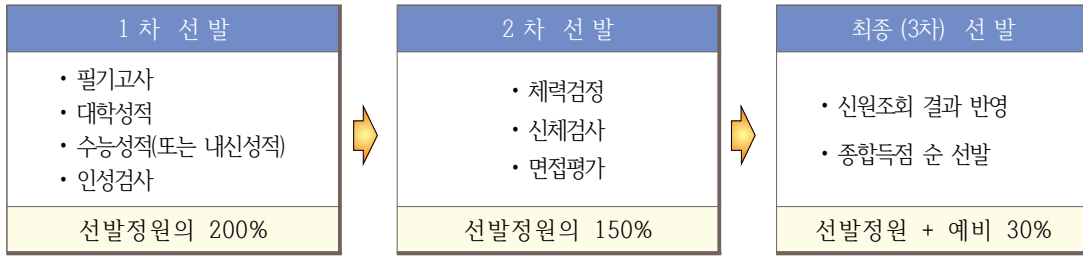 1 차 선 발
• 필기고사
• 대학성적
• 수능성적(또는 내신성적)
• 인성검사
선발정원의 200%
2 차 선 발
• 체력검정
• 신체검사
• 면접평가
선발정원의 150%
최종 (3차) 선 발
• 신원조회 결과 반영
• 종합득점 순 선발
선발정원 + 예비 30%